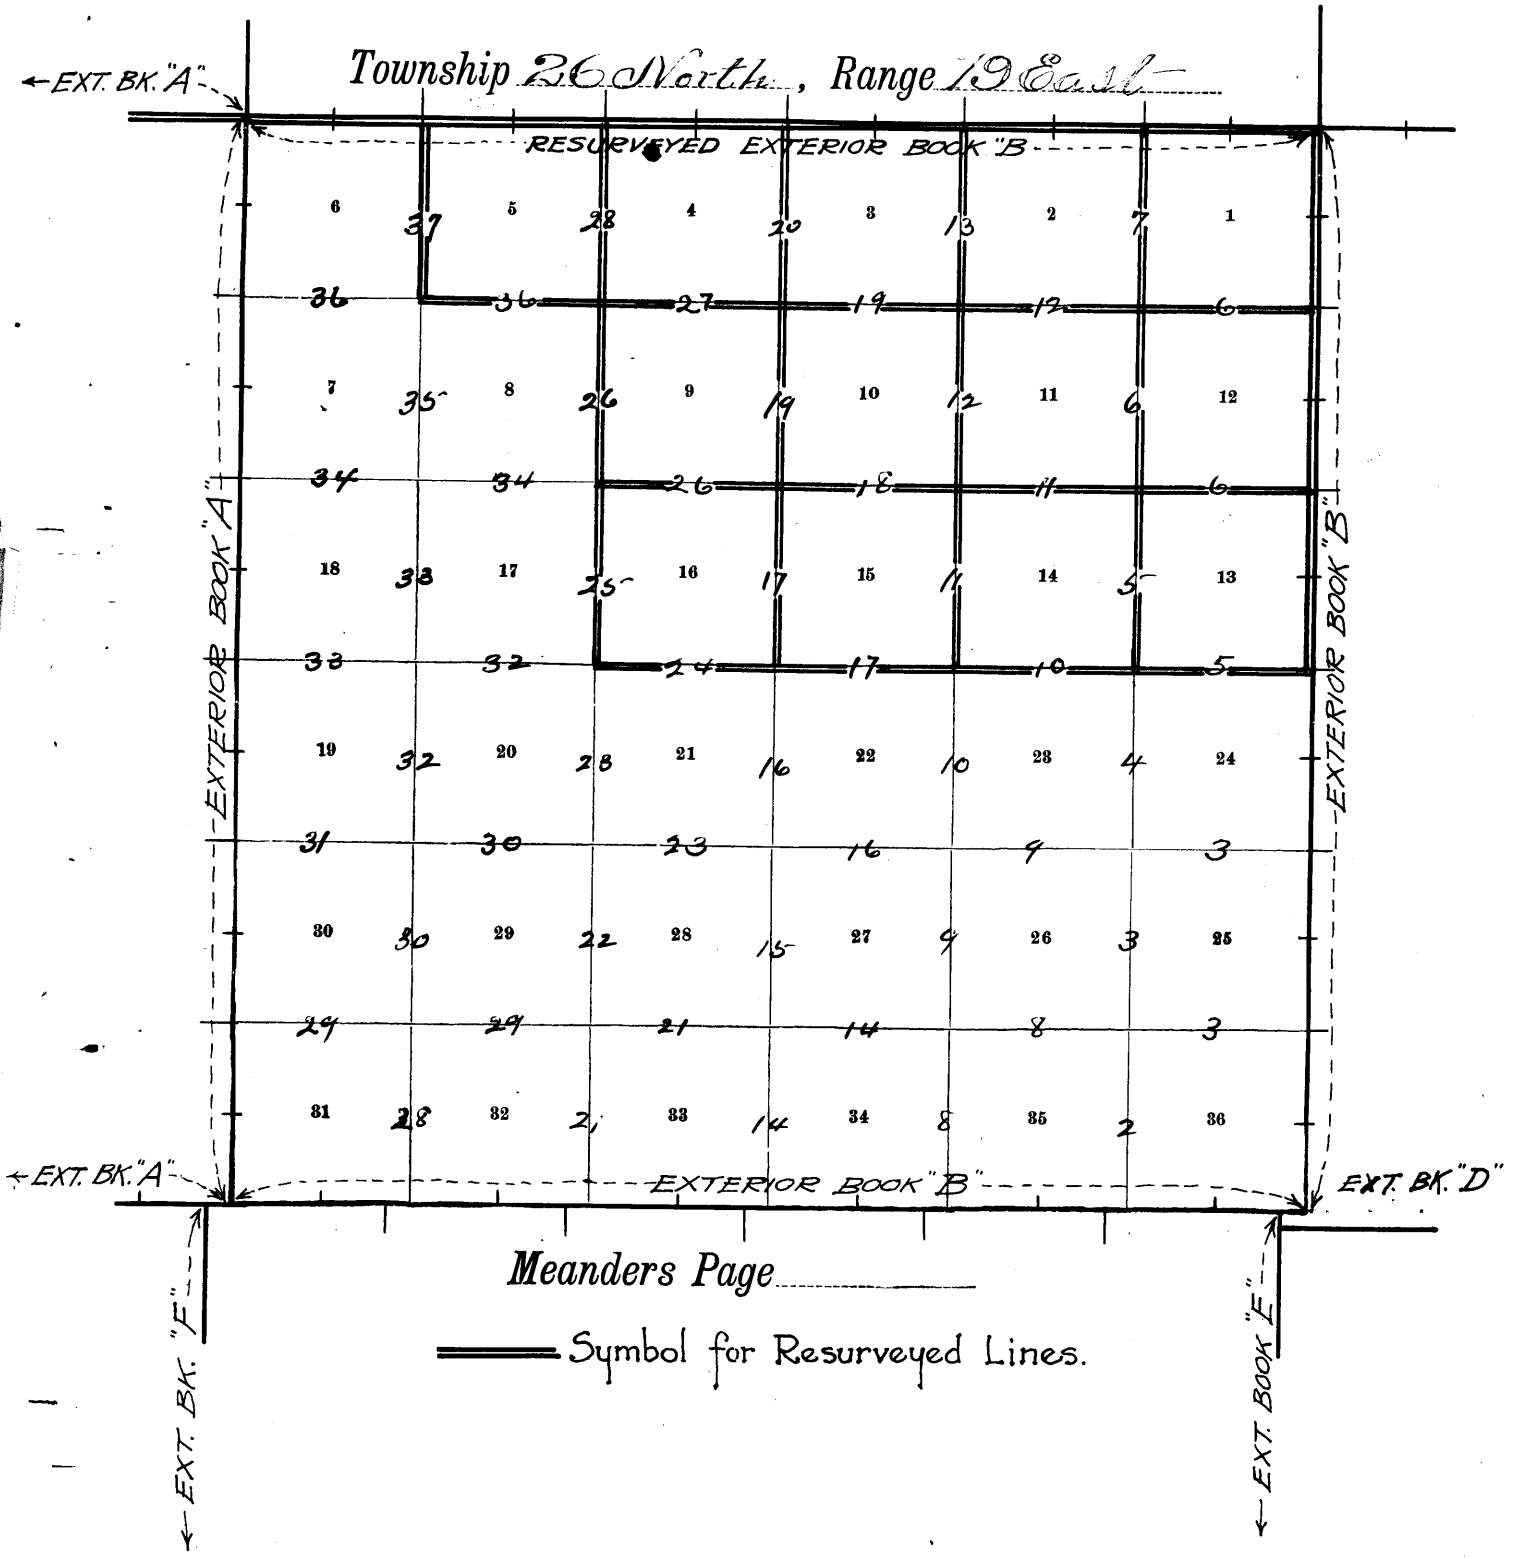 Township 26 North, Range 19 East
← EXT. BK. "A"
RESURVEYED EXTERIOR BOOK "B"
6 37 5 28 4 20 3 13 2 7 1
36 36 27 19 12 6
7 35 8 26 9 19 10 12 11 6 12
34 34 26 18 11 6
18 33 17 25 16 17 15 11 14 5 13
33 32 24 17 10 5
EXTERIOR BOOK "A"
EXTERIOR BOOK "B"
19 32 20 23 21 16 22 10 23 4 24
31 30 23 16 9 3
30 30 29 22 28 15 27 9 26 3 25
29 29 21 14 8 3
31 28 32 21 33 14 34 8 35 2 36
← EXT. BK. "A"
EXTERIOR BOOK "B"
EXT. BK. "D"
Meanders Page
Symbol for Resurveyed Lines.
← EXT. BK. "F"
← EXT. BOOK "E"